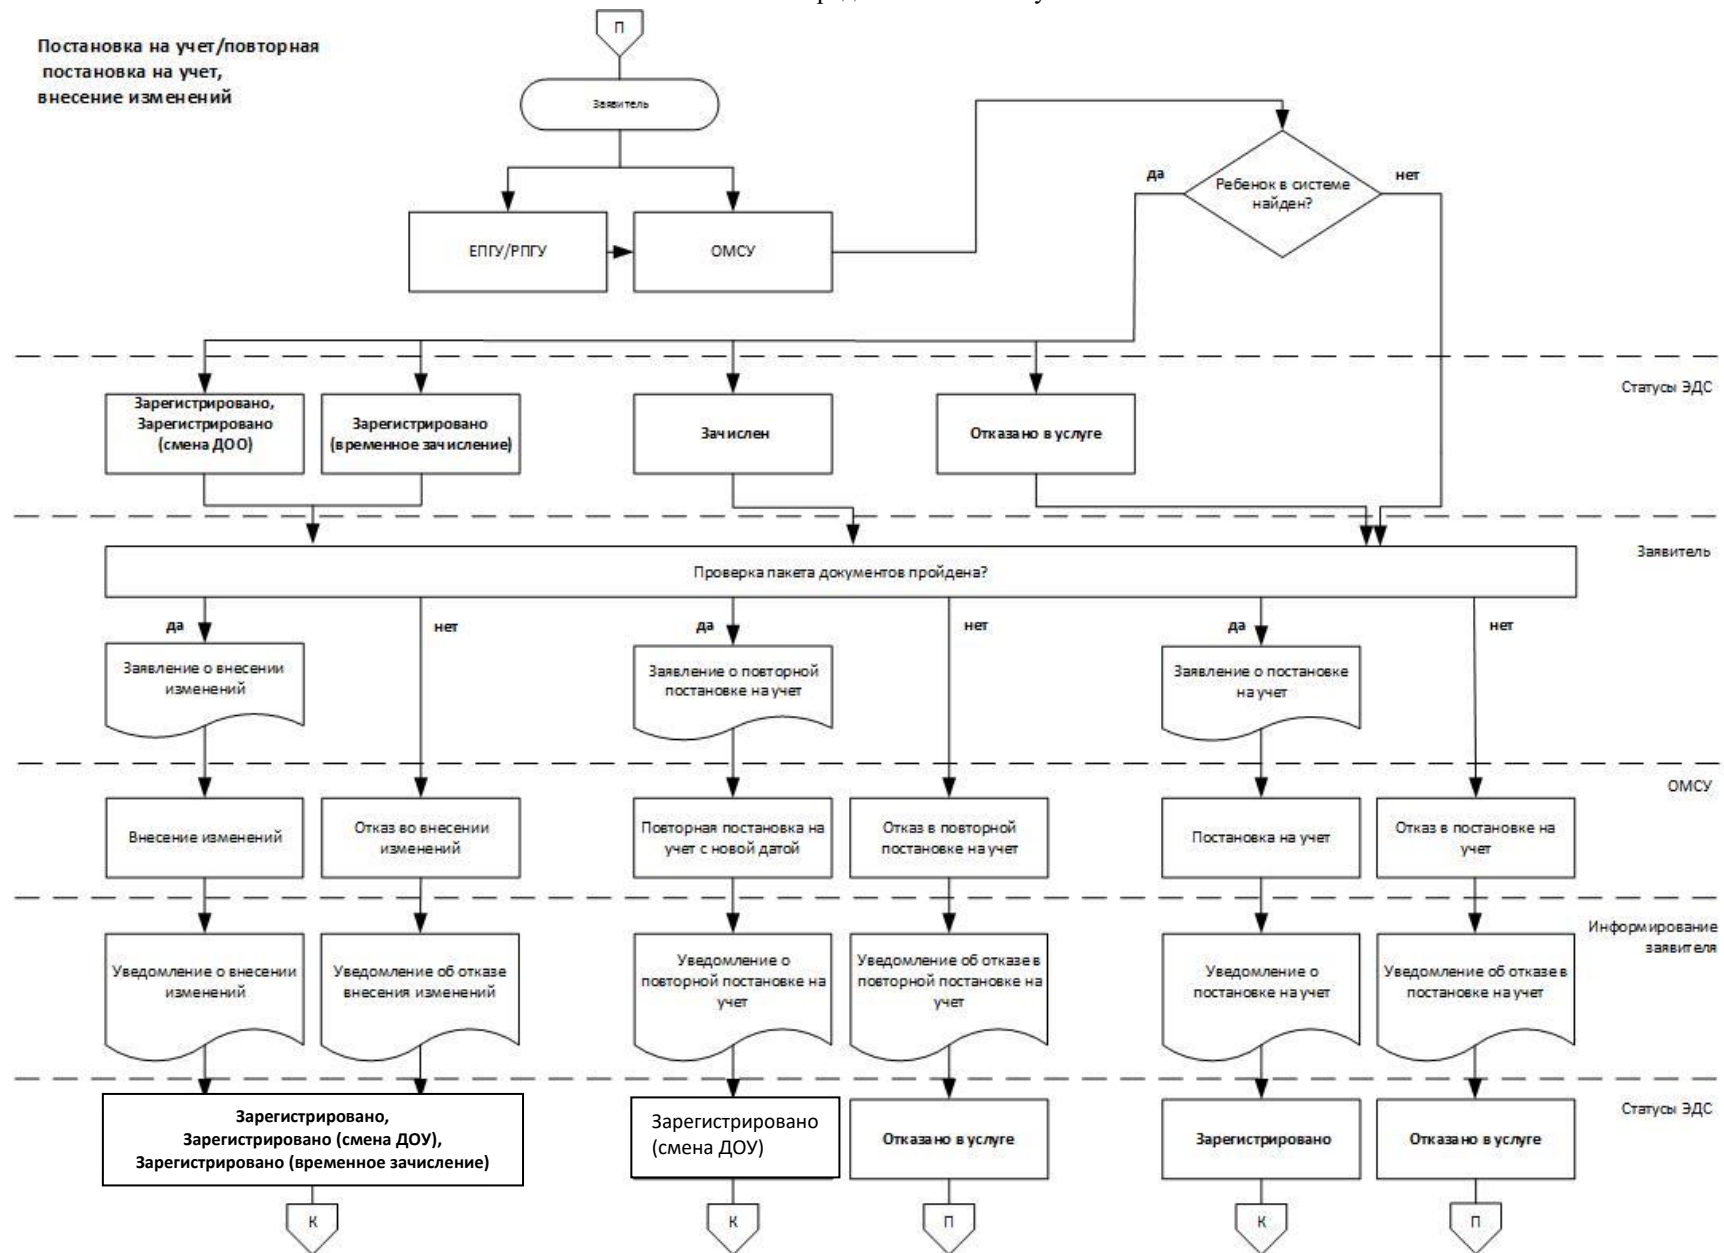 П
Постановка на учет/повторная
постановка на учет,
внесение изменений
Заявитель
да
нет
Ребенок в системе
найден?
ЕПГУ/РПГУ
ОМСУ
Статусы ЭДС
Зарегистрировано,
Зарегистрировано
(смена ДОО)
Зарегистрировано
(временное зачисление)
Зачислен
Отказано в услуге
Заявитель
Проверка пакета документов пройдена?
да
нет
да
нет
да
нет
Заявление о внесении
изменений
Заявление о повторной
постановке на учет
Заявление о постановке
на учет
ОМСУ
Внесение изменений
Отказ во внесении
изменений
Повторная постановка на
учет с новой датой
Отказ в повторной
постановке на учет
Постановка на учет
Отказ в постановке на
учет
Информирование
заявителя
Уведомление о внесении
изменений
Уведомление об отказе
внесения изменений
Уведомление о
повторной постановке на
учет
Уведомление об отказе в
повторной постановке на
учет
Уведомление о
постановке на учет
Уведомление об отказе в
постановке на учет
Статусы ЭДС
Зарегистрировано,
Зарегистрировано (смена ДОУ),
Зарегистрировано (временное зачисление)
Зарегистрировано
(смена ДОУ)
Отказано в услуге
Зарегистрировано
Отказано в услуге
К
К
П
К
П